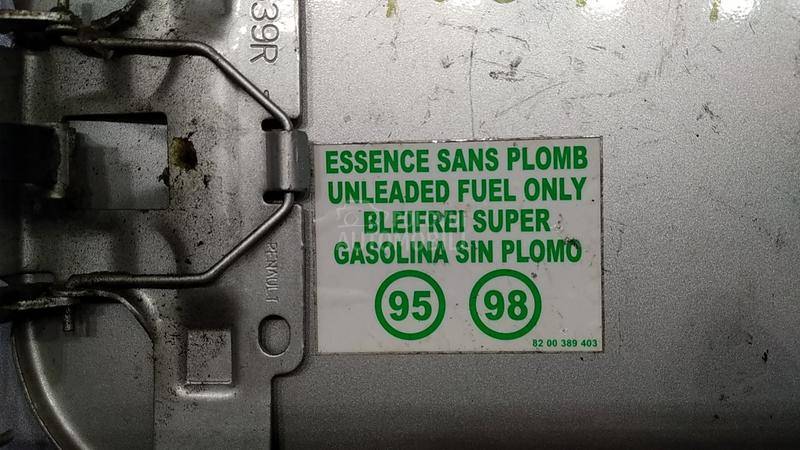 39R
ESSENCE SANS PLOMB
UNLEADED FUEL ONLY
BLEIFREI SUPER
GASOLINA SIN PLOMO
95 98
82 00 389 403
RENAULT